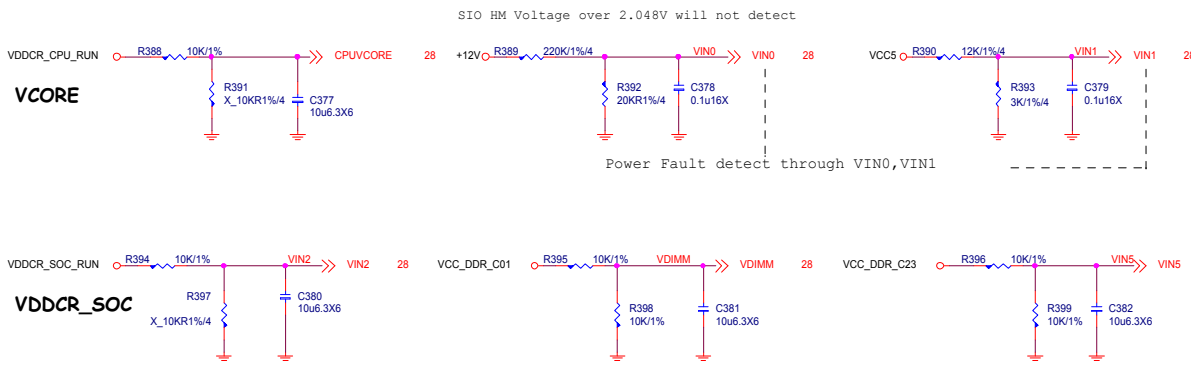 SIO HM Voltage over 2.048V will not detect
VDDCR_CPU_RUN R388 10K/1% CPUVCORE 28 +12V R389 220K/1%/4 VIN0 VIN0 28 VCC5 R390 12K/1%/4 VIN1 VIN1
VCORE
R391 C377 R392 C378 R393 C379
X_10KR1%/4 10u6.3X6 20KR1%/4 0.1u16X 3K/1%/4 0.1u16X
Power Fault detect through VIN0,VIN1
VDDCR_SOC_RUN R394 10K/1% VIN2 VIN2 28 VCC_DDR_C01 R395 10K/1% VDIMM VDIMM 28 VCC_DDR_C23 R396 10K/1% VIN5 VIN5
VDDCR_SOC
R397 C380 R398 C381 R399 C382
X_10KR1%/4 10u6.3X6 10K/1% 10u6.3X6 10K/1% 10u6.3X6